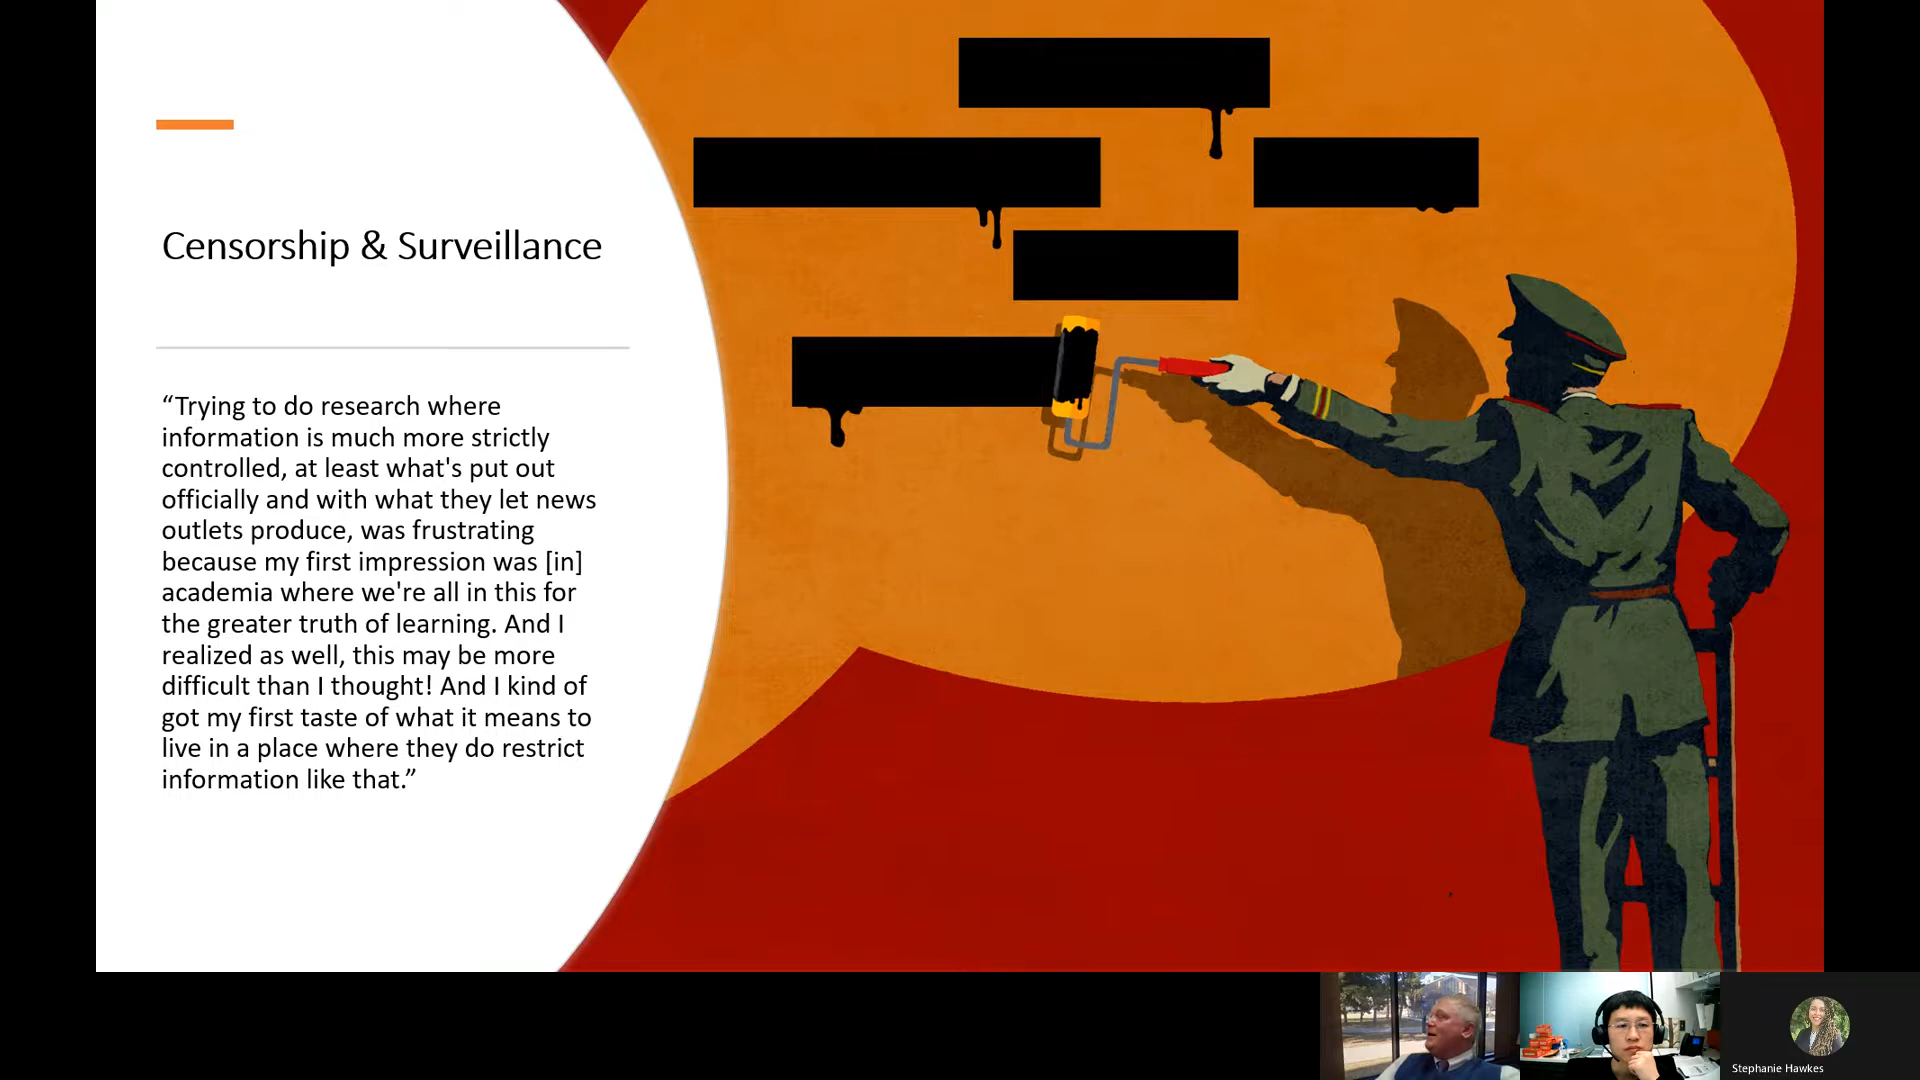 Censorship & Surveillance
“Trying to do research where
information is much more strictly
controlled, at least what's put out
officially and with what they let news
outlets produce, was frustrating
because my first impression was [in]
academia where we're all in this for
the greater truth of learning. And I
realized as well, this may be more
difficult than I thought! And I kind of
got my first taste of what it means to
live in a place where they do restrict
information like that.”
Stephanie Hawkes